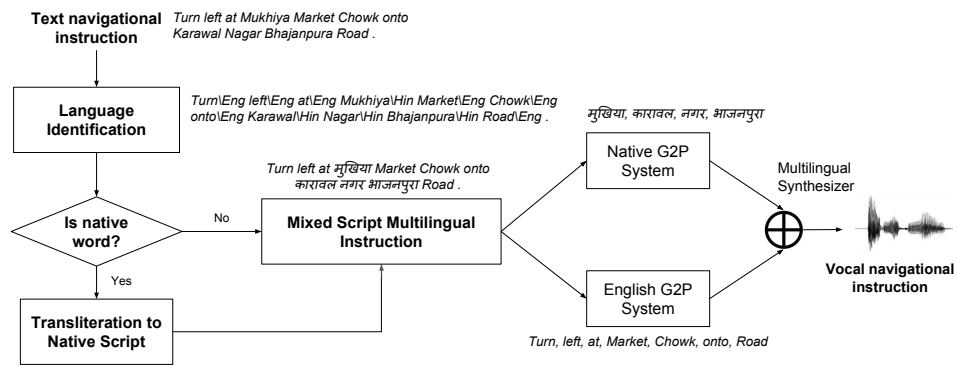 Text navigational
instruction
Turn left at Mukhiya Market Chowk onto
Karawal Nagar Bhajanpura Road .
Language
Identification
Turn\Eng left\Eng at\Eng Mukhiya\Hin Market\Eng Chowk\Eng
onto\Eng Karawal\Hin Nagar\Hin Bhajanpura\Hin Road\Eng .
Is native
word?
No
Yes
Transliteration to
Native Script
Turn left at मुखिया Market Chowk onto
कारावल नगर भाजनपुरा Road .
Mixed Script Multilingual
Instruction
मुखिया, कारावल, नगर, भाजनपुरा
Native G2P
System
English G2P
System
Turn, left, at, Market, Chowk, onto, Road
Multilingual
Synthesizer
Vocal navigational
instruction